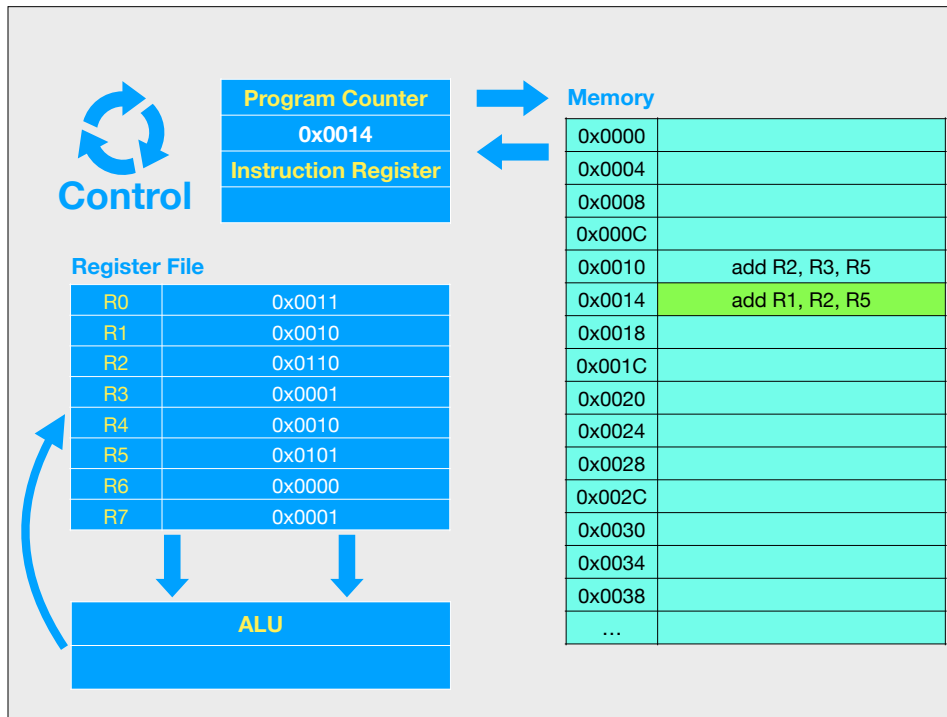 Program Counter
0x0014
Instruction Register
Control
Memory
0x0000
0x0004
0x0008
0x000C
0x0010 add R2, R3, R5
0x0014 add R1, R2, R5
0x0018
0x001C
0x0020
0x0024
0x0028
0x002C
0x0030
0x0034
0x0038
…
Register File
R0 0x0011
R1 0x0010
R2 0x0110
R3 0x0001
R4 0x0010
R5 0x0101
R6 0x0000
R7 0x0001
ALU